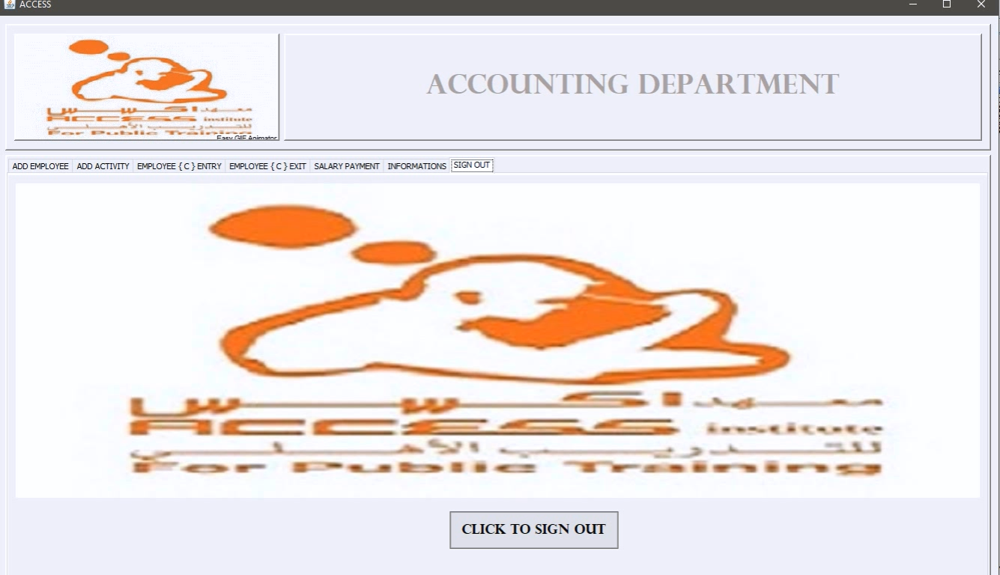 ACCESS
معهد اكسس
ACCESS institute
للتدريب الأهلي
For Public Training
Easy GIF Animator
ACCOUNTING DEPARTMENT
ADD EMPLOYEE ADD ACTIVITY EMPLOYEE { C } ENTRY EMPLOYEE { C } EXIT SALARY PAYMENT INFORMATIONS SIGN OUT
معهد اكسس
ACCESS institute
للتدريب الأهلي
For Public Training
CLICK TO SIGN OUT